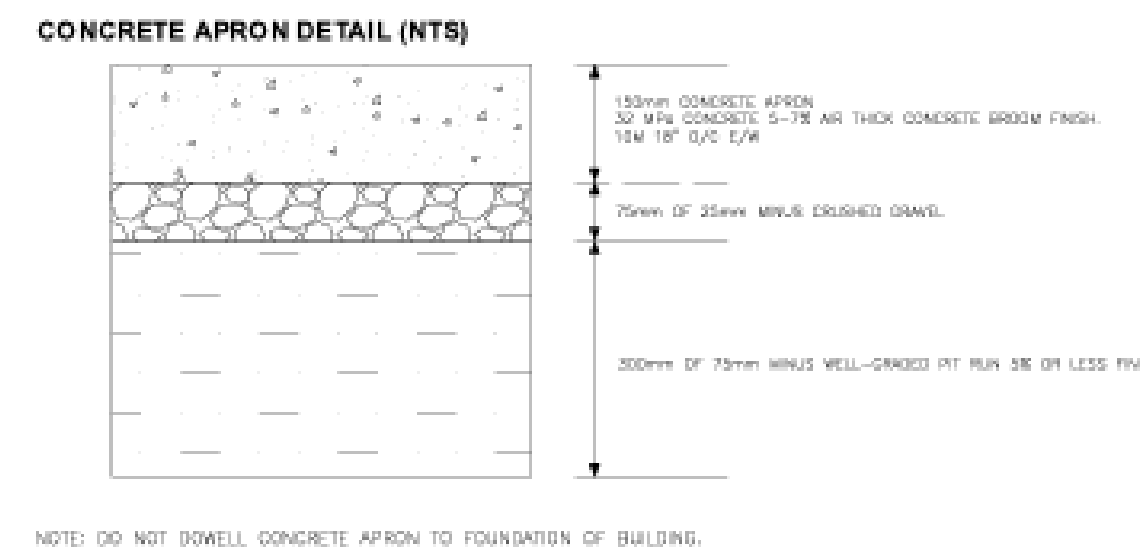 CONCRETE APRON DETAIL (NTS)
150mm CONCRETE APRON
32 MPa CONCRETE 5-7% AIR THICK CONCRETE BROOM FINISH.
10M 18" O/C E/W
75mm OF 25mm MINUS CRUSHED GRAVEL.
300mm OF 75mm MINUS WELL-GRADED PIT RUN 5% OR LESS FIN
NOTE: DO NOT DOWELL CONCRETE APRON TO FOUNDATION OF BUILDING.